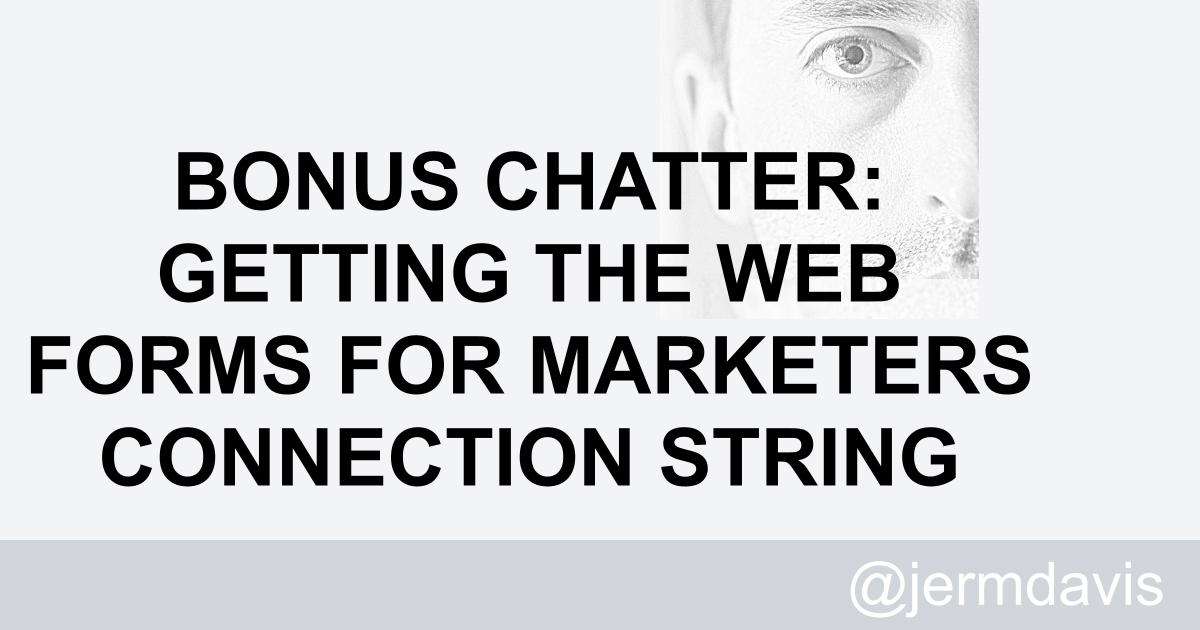 BONUS CHATTER:
GETTING THE WEB
FORMS FOR MARKETERS
CONNECTION STRING
@jermdavis